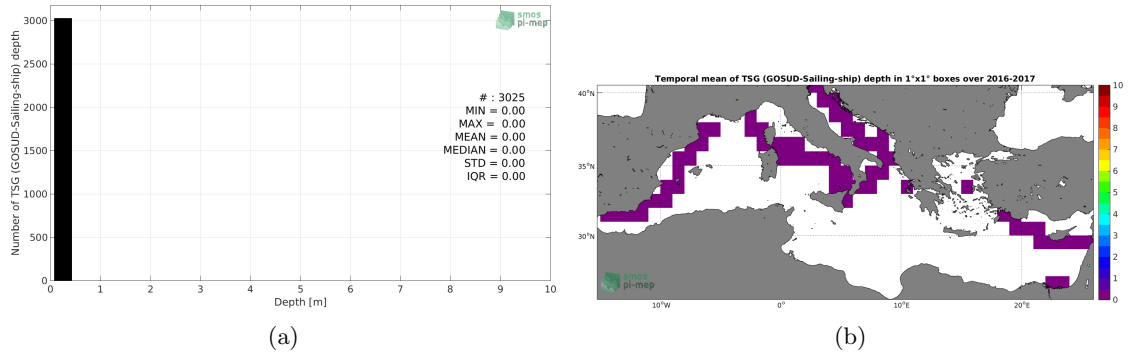 3000
2500
2000
1500
1000
500
0
Number of TSG (GOSUD-Sailing-ship) depth
smos
pi-mep
# : 3025
MIN = 0.00
MAX = 0.00
MEAN = 0.00
MEDIAN = 0.00
STD = 0.00
IQR = 0.00
0 1 2 3 4 5 6 7 8 9 10
Depth [m]
(a)
Temporal mean of TSG (GOSUD-Sailing-ship) depth in 1°x1° boxes over 2016-2017
40°N
35°N
30°N
smos
pi-mep
10°W 0° 10°E 20°E
10
9
8
7
6
5
4
3
2
1
0
(b)